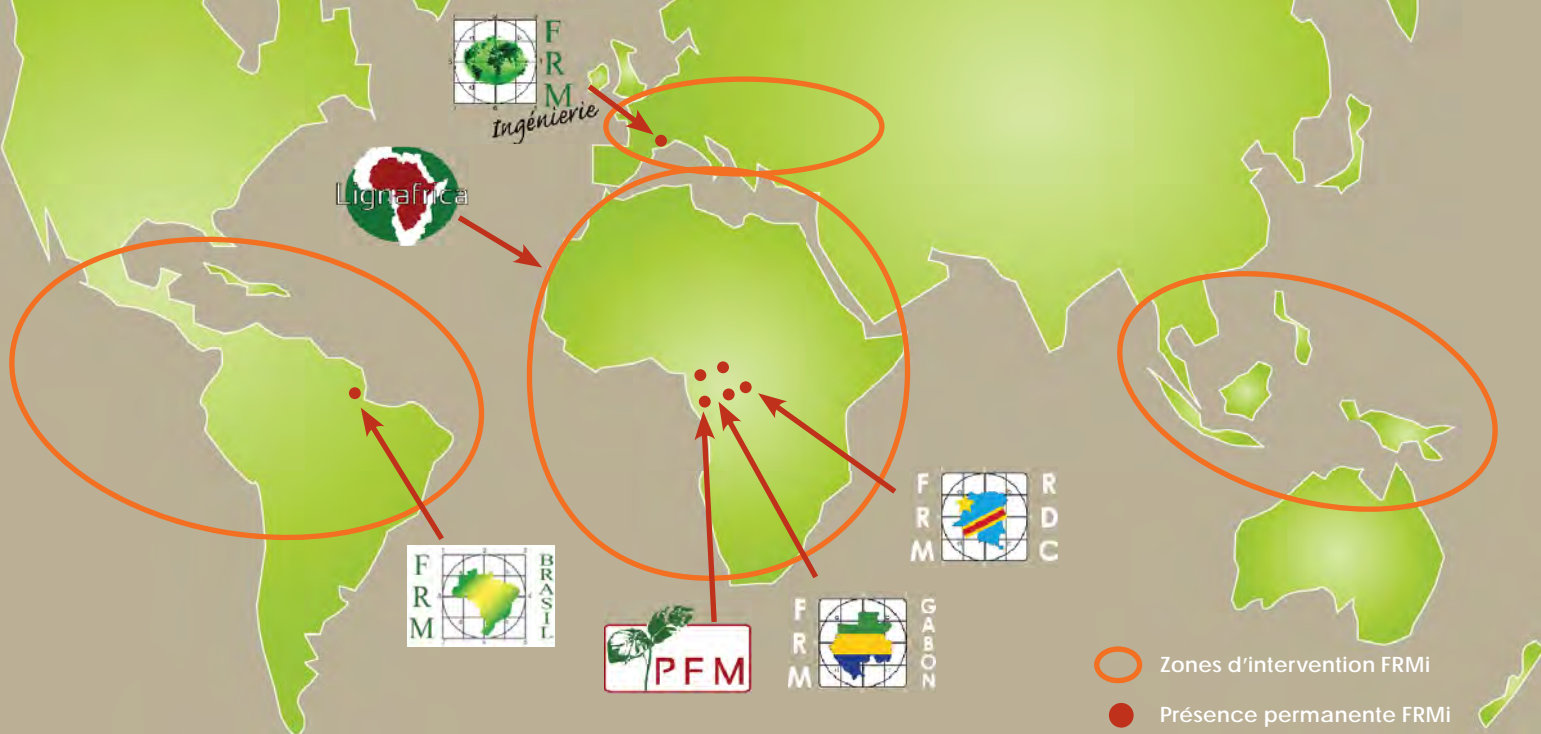 FRM
Ingénierie
Lignafrica
FRM
BRASIL
PFM
FRM
GABON
FRM
RDC
Zones d'intervention FRMi
Présence permanente FRMi